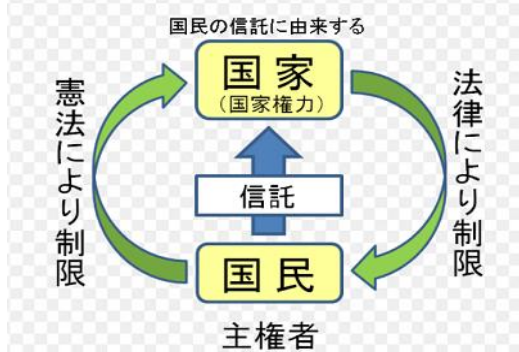 国民の信託に由来する
国家
（国家権力）
憲法により制限
法律により制限
信託
国民
主権者